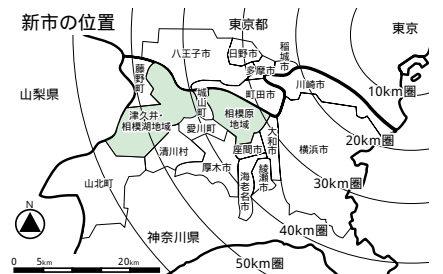 新市の位置
東京都
東京
山梨県
八王子市
日野市
稲城市
藤野町
多摩市
川崎市
町田市
10km圏
城山町
津久井・
相模湖地域
相模原
地域
愛川町
大和市
20km圏
座間市
横浜市
清川村
綾瀬市
厚木市
海老名市
30km圏
山北町
N
神奈川県
40km圏
50km圏
0 5km 20km